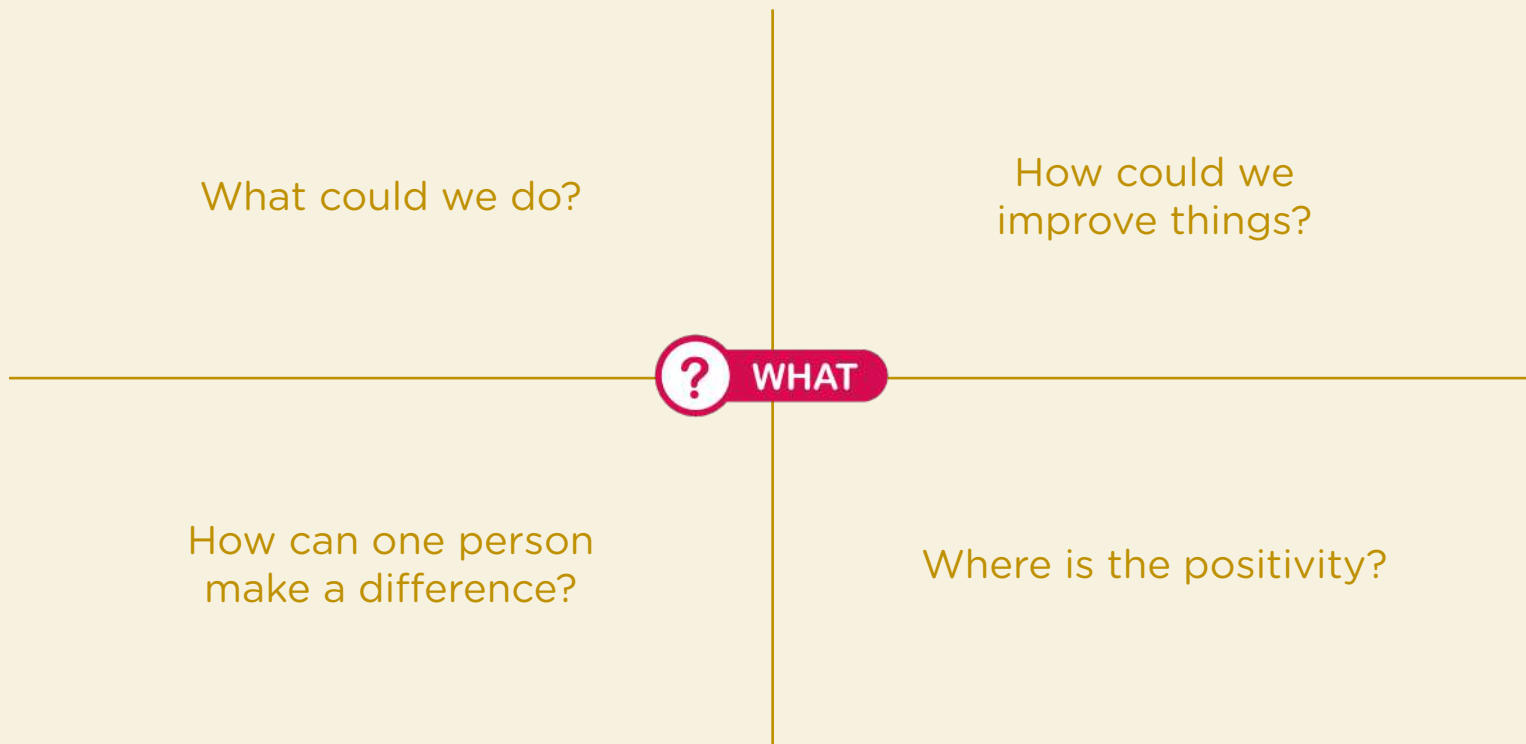 What could we do?
How could we
improve things?
? WHAT
How can one person
make a difference?
Where is the positivity?